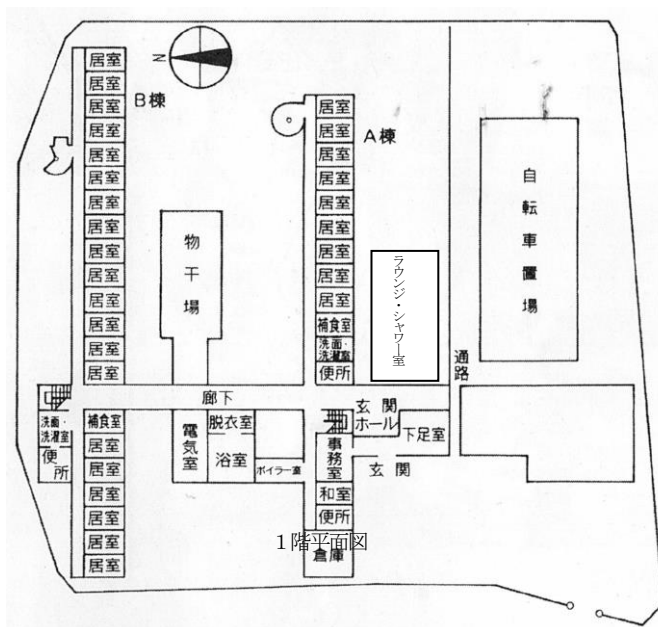 N
B棟
居室
居室
居室
居室
居室
居室
居室
居室
居室
居室
居室
居室
居室
居室
物干場
A棟
居室
居室
居室
居室
居室
居室
居室
居室
居室
補食室
洗面・
洗濯室
便所
ラウンジ・シャワー室
自転車置場
通路
廊下
洗面・
洗濯室
便所
補食室
居室
居室
居室
居室
居室
居室
電気室
脱衣室
浴室
ボイラー室
玄関
ホール
下足室
玄関
事務室
和室
便所
1階平面図
倉庫